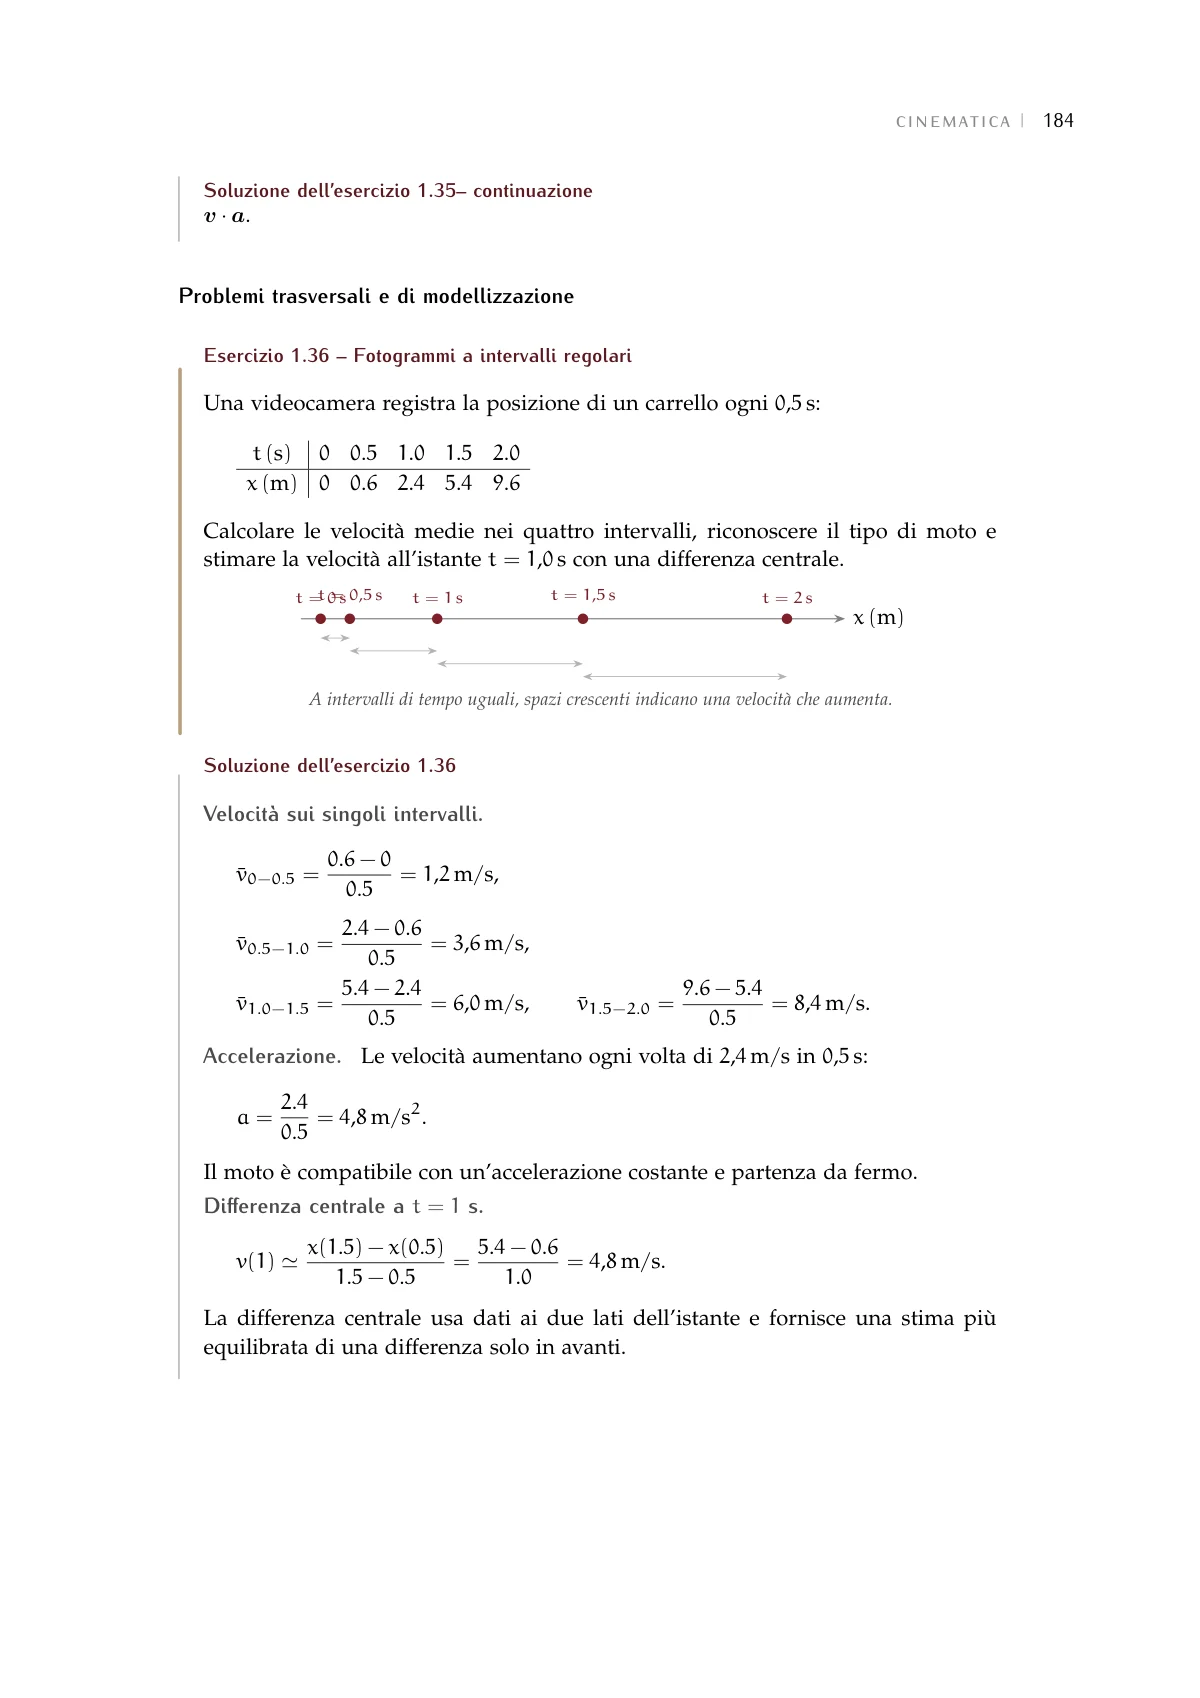 CINEMATICA | 184
Soluzione dell'esercizio 1.35– continuazione
v · a.
Problemi trasversali e di modellizzazione
Esercizio 1.36 – Fotogrammi a intervalli regolari
Una videocamera registra la posizione di un carrello ogni 0,5 s:
t (s) | 0 0.5 1.0 1.5 2.0
x (m) | 0 0.6 2.4 5.4 9.6
Calcolare le velocità medie nei quattro intervalli, riconoscere il tipo di moto e
stimare la velocità all'istante t = 1,0 s con una differenza centrale.
t = 0 s t = 0,5 s t = 1 s t = 1,5 s t = 2 s
x (m)
A intervalli di tempo uguali, spazi crescenti indicano una velocità che aumenta.
Soluzione dell'esercizio 1.36
Velocità sui singoli intervalli.
v̄0−0.5 = (0.6 − 0)/0.5 = 1,2 m/s,
v̄0.5−1.0 = (2.4 − 0.6)/0.5 = 3,6 m/s,
v̄1.0−1.5 = (5.4 − 2.4)/0.5 = 6,0 m/s, v̄1.5−2.0 = (9.6 − 5.4)/0.5 = 8,4 m/s.
Accelerazione. Le velocità aumentano ogni volta di 2,4 m/s in 0,5 s:
a = 2.4/0.5 = 4,8 m/s².
Il moto è compatibile con un'accelerazione costante e partenza da fermo.
Differenza centrale a t = 1 s.
v(1) ≃ (x(1.5) − x(0.5))/(1.5 − 0.5) = (5.4 − 0.6)/1.0 = 4,8 m/s.
La differenza centrale usa dati ai due lati dell'istante e fornisce una stima più
equilibrata di una differenza solo in avanti.